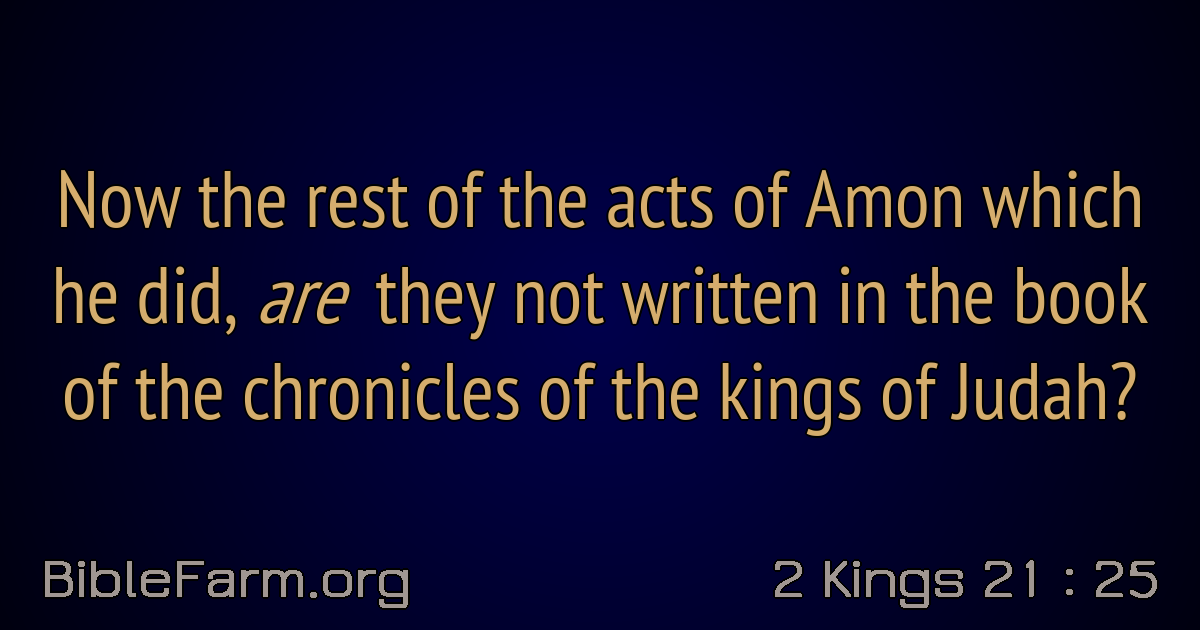 Now the rest of the acts of Amon which
he did, are they not written in the book
of the chronicles of the kings of Judah?
BibleFarm.org
2 Kings 21 : 25